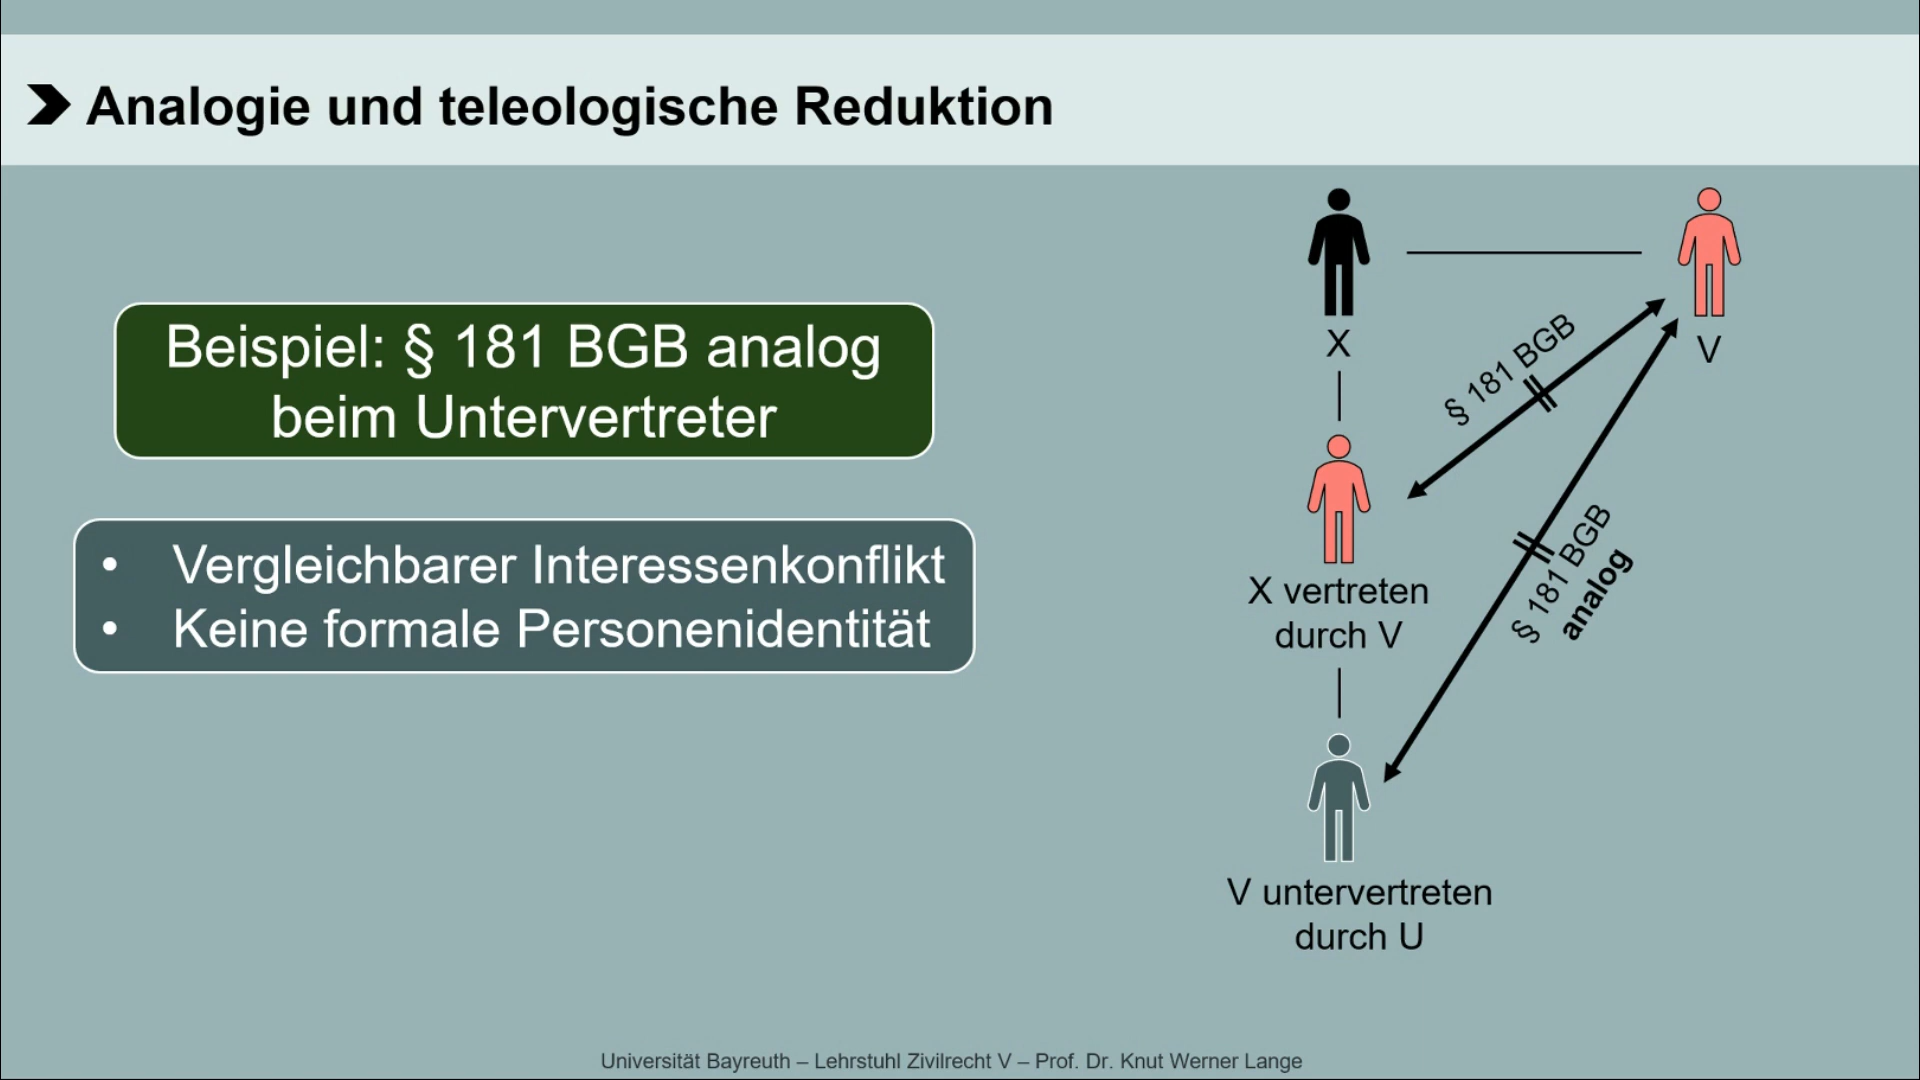 Analogie und teleologische Reduktion
Beispiel: § 181 BGB analog
beim Untervertreter
• Vergleichbarer Interessenkonflikt
• Keine formale Personenidentität
X
V
§ 181 BGB
X vertreten
durch V
§ 181 BGB
analog
V untervertreten
durch U
Universität Bayreuth – Lehrstuhl Zivilrecht V – Prof. Dr. Knut Werner Lange